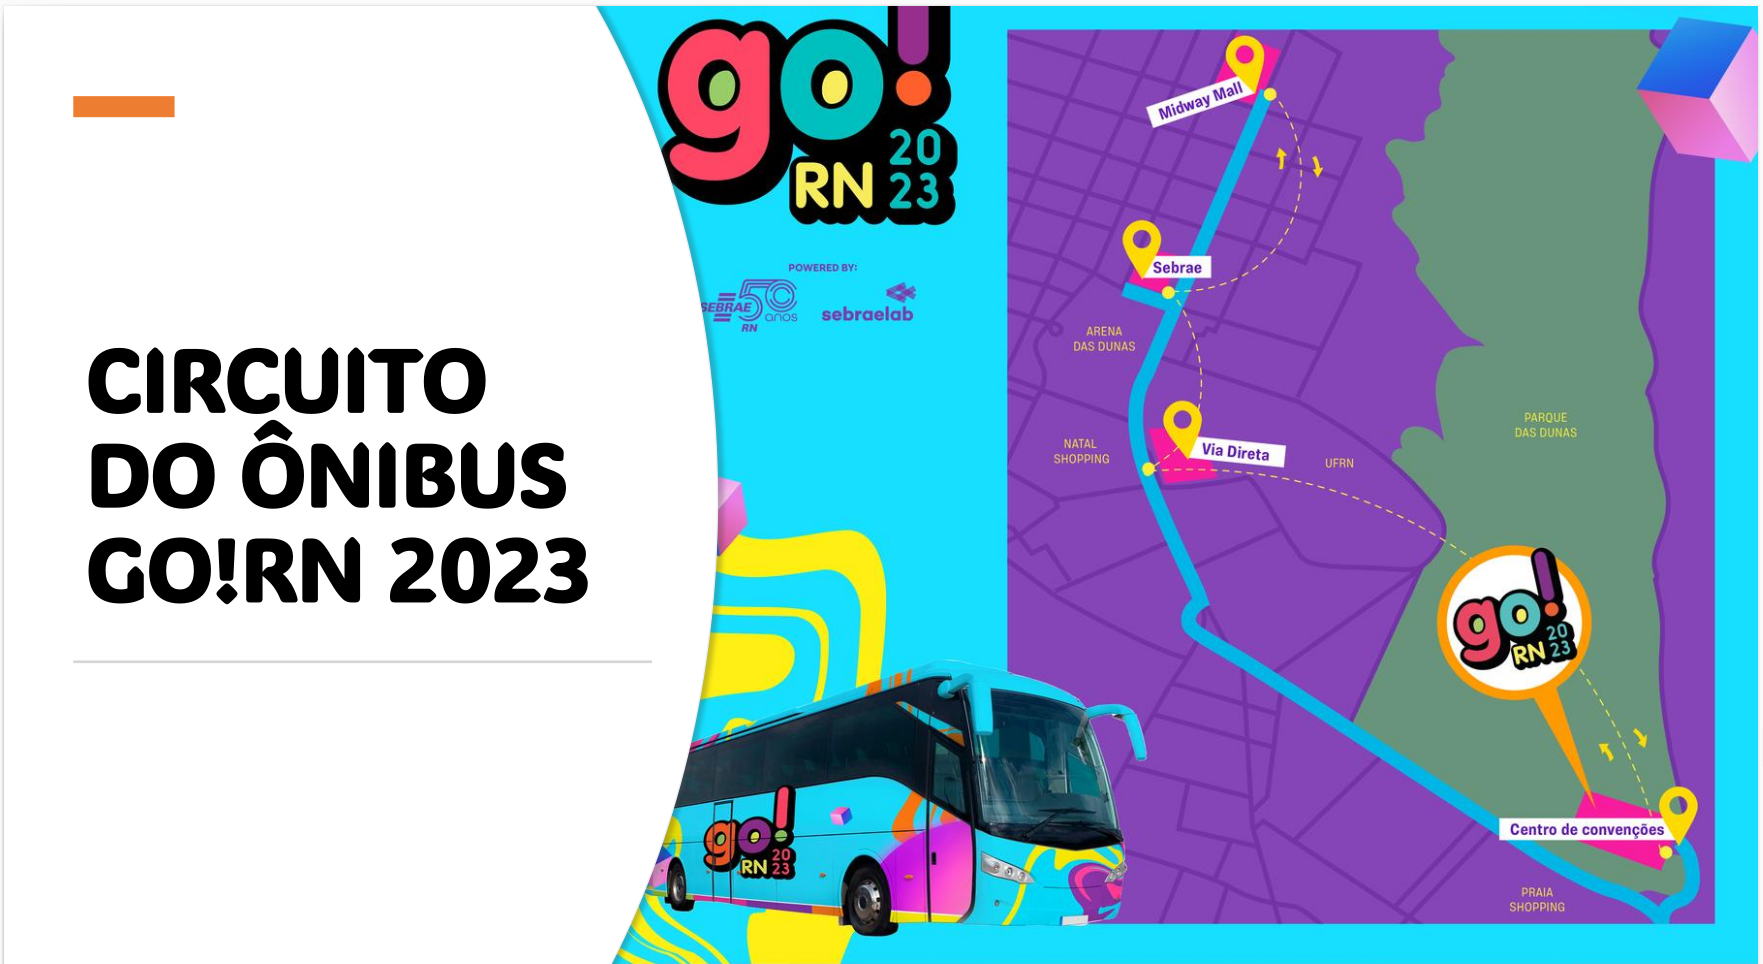 CIRCUITO
DO ÔNIBUS
GO!RN 2023
go!
RN 20
23
POWERED BY:
SEBRAE 50
anos
RN
sebraelab
go!
RN 20
23
Midway Mall
Sebrae
ARENA
DAS DUNAS
Via Direta
NATAL
SHOPPING
UFRN
PARQUE
DAS DUNAS
go!
RN 20
23
Centro de convenções
PRAIA
SHOPPING